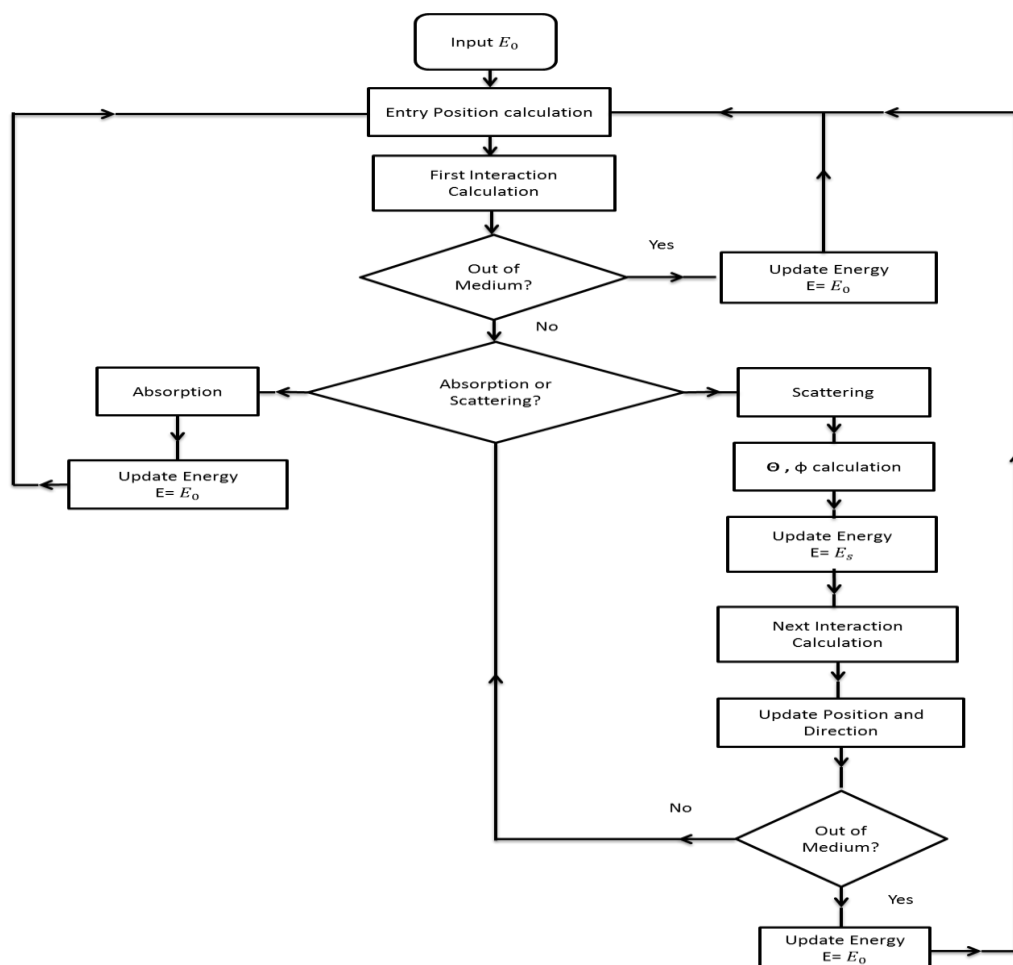 Input E₀
Entry Position calculation
First Interaction
Calculation
Yes
Out of
Medium?
Update Energy
E= E₀
No
Absorption
Absorption or
Scattering?
Scattering
Update Energy
E= E₀
Θ , ϕ calculation
Update Energy
E= Eₛ
Next Interaction
Calculation
Update Position and
Direction
No
Out of
Medium?
Yes
Update Energy
E= E₀